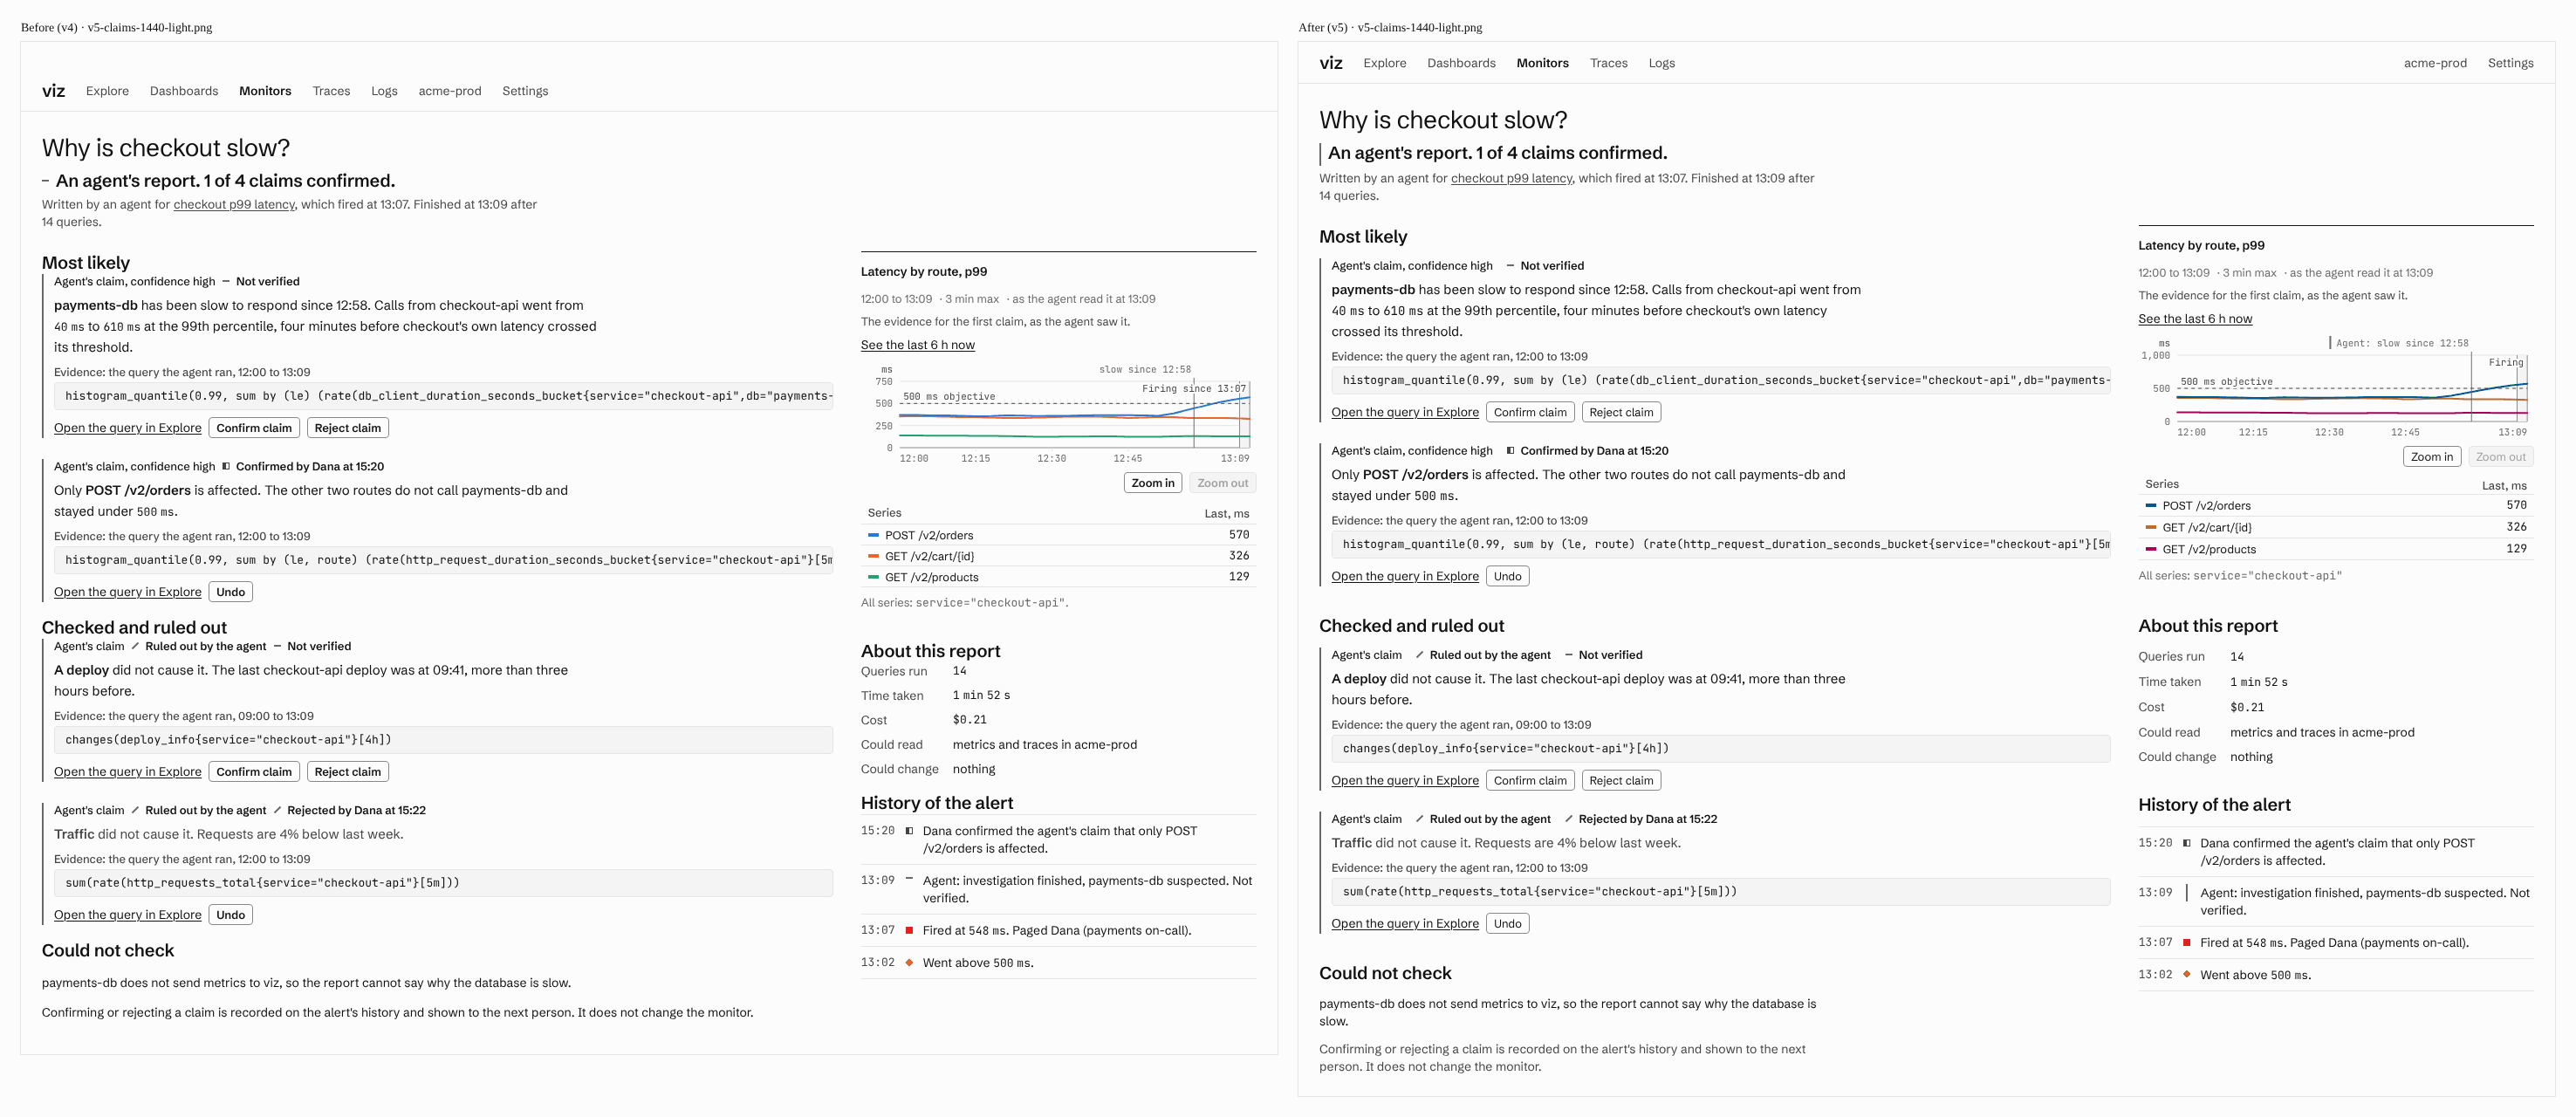 Before (v4) · v5-claims-1440-light.png
viz Explore Dashboards Monitors Traces Logs acme-prod Settings
Why is checkout slow?
– An agent's report. 1 of 4 claims confirmed.
Written by an agent for checkout p99 latency, which fired at 13:07. Finished at 13:09 after
14 queries.
Most likely
Agent's claim, confidence high – Not verified
payments-db has been slow to respond since 12:58. Calls from checkout-api went from
40 ms to 610 ms at the 99th percentile, four minutes before checkout's own latency crossed
its threshold.
Evidence: the query the agent ran, 12:00 to 13:09
histogram_quantile(0.99, sum by (le) (rate(db_client_duration_seconds_bucket{service="checkout-api",db="payments-
Open the query in Explore Confirm claim Reject claim
Agent's claim, confidence high Confirmed by Dana at 15:20
Only POST /v2/orders is affected. The other two routes do not call payments-db and
stayed under 500 ms.
Evidence: the query the agent ran, 12:00 to 13:09
histogram_quantile(0.99, sum by (le, route) (rate(http_request_duration_seconds_bucket{service="checkout-api"}[5m
Open the query in Explore Undo
Checked and ruled out
Agent's claim Ruled out by the agent – Not verified
A deploy did not cause it. The last checkout-api deploy was at 09:41, more than three
hours before.
Evidence: the query the agent ran, 09:00 to 13:09
changes(deploy_info{service="checkout-api"}[4h])
Open the query in Explore Confirm claim Reject claim
Agent's claim Ruled out by the agent Rejected by Dana at 15:22
Traffic did not cause it. Requests are 4% below last week.
Evidence: the query the agent ran, 12:00 to 13:09
sum(rate(http_requests_total{service="checkout-api"}[5m]))
Open the query in Explore Undo
Could not check
payments-db does not send metrics to viz, so the report cannot say why the database is slow.
Confirming or rejecting a claim is recorded on the alert's history and shown to the next person. It does not change the monitor.
Latency by route, p99
12:00 to 13:09 · 3 min max · as the agent read it at 13:09
The evidence for the first claim, as the agent saw it.
See the last 6 h now
ms
slow since 12:58
750
Firing since 13:07
500 ms objective
500
250
0
12:00 12:15 12:30 12:45 13:09
Zoom in Zoom out
Series Last, ms
POST /v2/orders 570
GET /v2/cart/{id} 326
GET /v2/products 129
All series: service="checkout-api".
About this report
Queries run 14
Time taken 1 min 52 s
Cost $0.21
Could read metrics and traces in acme-prod
Could change nothing
History of the alert
15:20 Dana confirmed the agent's claim that only POST
/v2/orders is affected.
13:09 – Agent: investigation finished, payments-db suspected. Not
verified.
13:07 Fired at 548 ms. Paged Dana (payments on-call).
13:02 Went above 500 ms.
After (v5) · v5-claims-1440-light.png
viz Explore Dashboards Monitors Traces Logs acme-prod Settings
Why is checkout slow?
An agent's report. 1 of 4 claims confirmed.
Written by an agent for checkout p99 latency, which fired at 13:07. Finished at 13:09 after
14 queries.
Most likely
Agent's claim, confidence high – Not verified
payments-db has been slow to respond since 12:58. Calls from checkout-api went from
40 ms to 610 ms at the 99th percentile, four minutes before checkout's own latency
crossed its threshold.
Evidence: the query the agent ran, 12:00 to 13:09
histogram_quantile(0.99, sum by (le) (rate(db_client_duration_seconds_bucket{service="checkout-api",db="payments-
Open the query in Explore Confirm claim Reject claim
Agent's claim, confidence high Confirmed by Dana at 15:20
Only POST /v2/orders is affected. The other two routes do not call payments-db and
stayed under 500 ms.
Evidence: the query the agent ran, 12:00 to 13:09
histogram_quantile(0.99, sum by (le, route) (rate(http_request_duration_seconds_bucket{service="checkout-api"}[5m
Open the query in Explore Undo
Checked and ruled out
Agent's claim Ruled out by the agent – Not verified
A deploy did not cause it. The last checkout-api deploy was at 09:41, more than three
hours before.
Evidence: the query the agent ran, 09:00 to 13:09
changes(deploy_info{service="checkout-api"}[4h])
Open the query in Explore Confirm claim Reject claim
Agent's claim Ruled out by the agent Rejected by Dana at 15:22
Traffic did not cause it. Requests are 4% below last week.
Evidence: the query the agent ran, 12:00 to 13:09
sum(rate(http_requests_total{service="checkout-api"}[5m]))
Open the query in Explore Undo
Could not check
payments-db does not send metrics to viz, so the report cannot say why the database is
slow.
Confirming or rejecting a claim is recorded on the alert's history and shown to the next
person. It does not change the monitor.
Latency by route, p99
12:00 to 13:09 · 3 min max · as the agent read it at 13:09
The evidence for the first claim, as the agent saw it.
See the last 6 h now
ms
Agent: slow since 12:58
1,000
Firing
500 ms objective
500
0
12:00 12:15 12:30 12:45 13:09
Zoom in Zoom out
Series Last, ms
POST /v2/orders 570
GET /v2/cart/{id} 326
GET /v2/products 129
All series: service="checkout-api"
About this report
Queries run 14
Time taken 1 min 52 s
Cost $0.21
Could read metrics and traces in acme-prod
Could change nothing
History of the alert
15:20 Dana confirmed the agent's claim that only POST
/v2/orders is affected.
13:09 Agent: investigation finished, payments-db suspected. Not
verified.
13:07 Fired at 548 ms. Paged Dana (payments on-call).
13:02 Went above 500 ms.